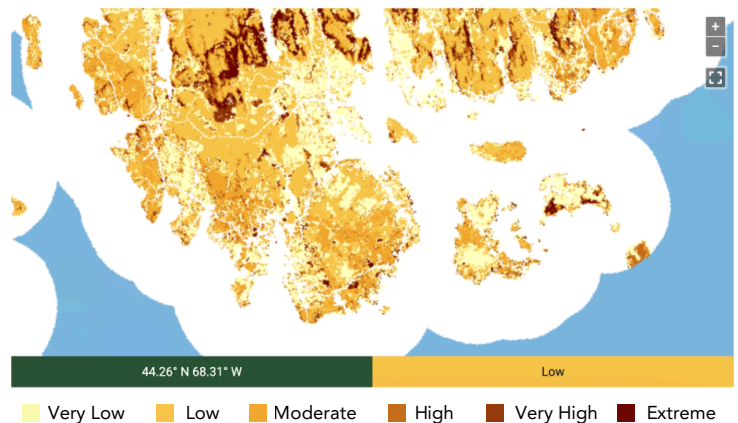 +
−
44.26° N 68.31° W
Low
Very Low
Low
Moderate
High
Very High
Extreme